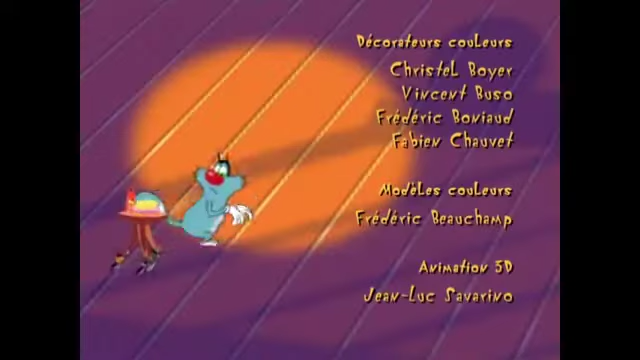 Décorateurs couleurs
Christel Boyer
Vincent Buso
Frédéric Boniaud
Fabien Chauvet
Modèles couleurs
Frédéric Beauchamp
Animation 3D
Jean-Luc Savarino